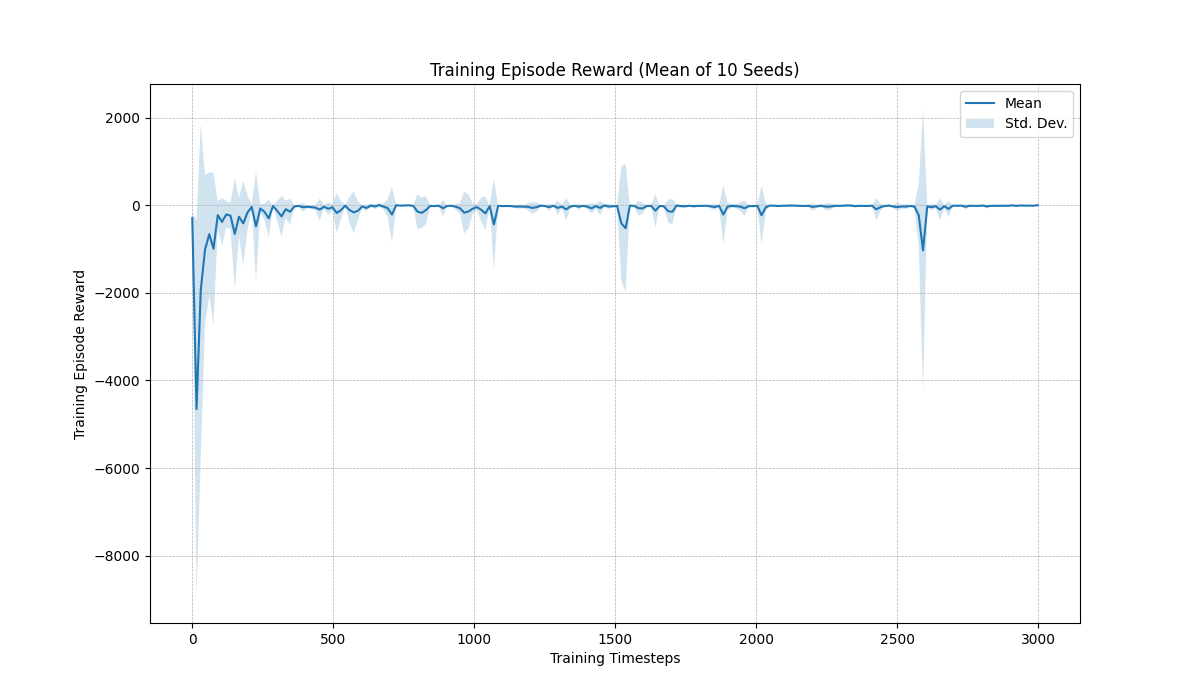 Training Episode Reward (Mean of 10 Seeds)
Mean
Std. Dev.
2000
0
−2000
−4000
−6000
−8000
Training Episode Reward
0 500 1000 1500 2000 2500 3000
Training Timesteps